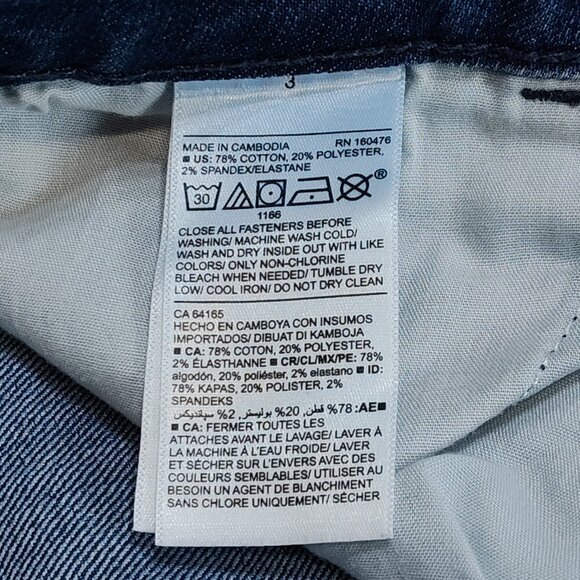 3
MADE IN CAMBODIA RN 160476
■ US: 78% COTTON, 20% POLYESTER,
2% SPANDEX/ELASTANE
30 ®
1166
CLOSE ALL FASTENERS BEFORE
WASHING/ MACHINE WASH COLD/
WASH AND DRY INSIDE OUT WITH LIKE
COLORS/ ONLY NON-CHLORINE
BLEACH WHEN NEEDED/ TUMBLE DRY
LOW/ COOL IRON/ DO NOT DRY CLEAN
CA 64165
HECHO EN CAMBOYA CON INSUMOS
IMPORTADOS/ DIBUAT DI KAMBOJA
■ CA: 78% COTON, 20% POLYESTER,
2% ÉLASTHANNE ■ CR/CL/MX/PE: 78%
algodón, 20% poliéster, 2% elastano ■ ID:
78% KAPAS, 20% POLISTER, 2%
SPANDEKS
■ AE: 78% قطن, 20% بوليستر, 2% سباندیکس
■ CA: FERMER TOUTES LES
ATTACHES AVANT LE LAVAGE/ LAVER À
LA MACHINE À L'EAU FROIDE/ LAVER
ET SÉCHER SUR L'ENVERS AVEC DES
COULEURS SEMBLABLES/ UTILISER AU
BESOIN UN AGENT DE BLANCHIMENT
SANS CHLORE UNIQUEMENT/ SÉCHER